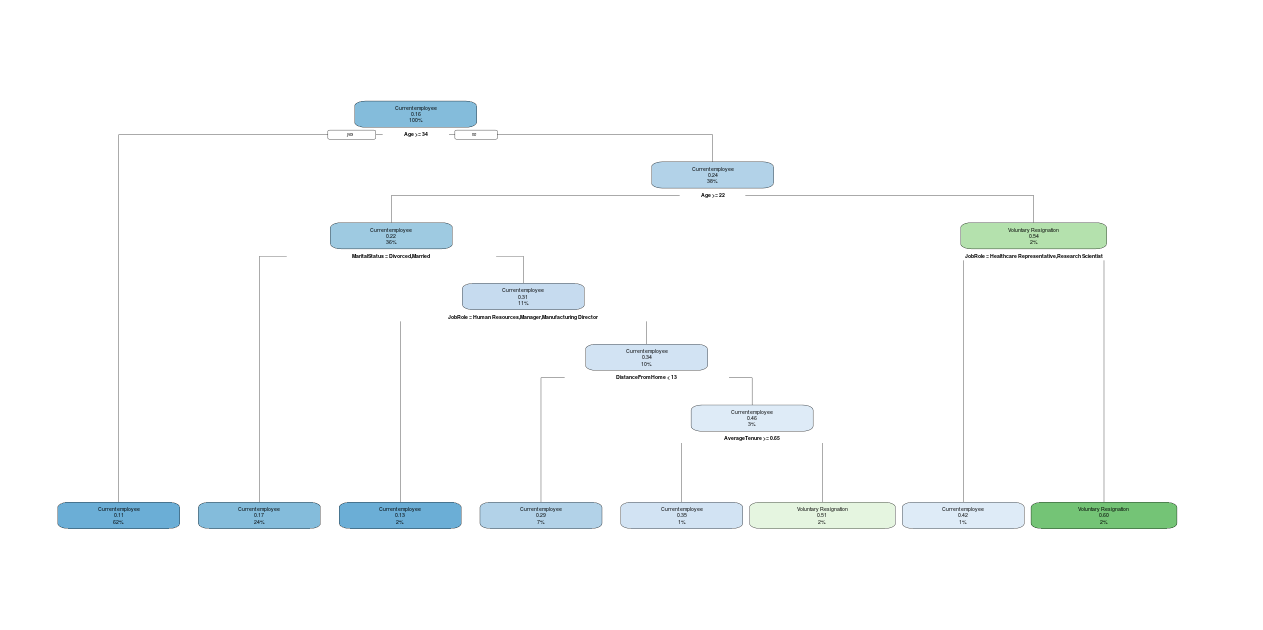 Currentemployee
0.16
100%
yes
Age >= 34
no
Currentemployee
0.24
38%
Age >= 22
Currentemployee
0.22
36%
MaritalStatus = Divorced,Married
Voluntary Resignation
0.54
2%
JobRole = Healthcare Representative,Research Scientist
Currentemployee
0.31
11%
JobRole = Human Resources,Manager,Manufacturing Director
Currentemployee
0.34
10%
DistanceFromHome < 13
Currentemployee
0.46
3%
AverageTenure >= 0.65
Currentemployee
0.11
62%
Currentemployee
0.17
24%
Currentemployee
0.13
2%
Currentemployee
0.29
7%
Currentemployee
0.35
1%
Voluntary Resignation
0.51
2%
Currentemployee
0.42
1%
Voluntary Resignation
0.60
2%